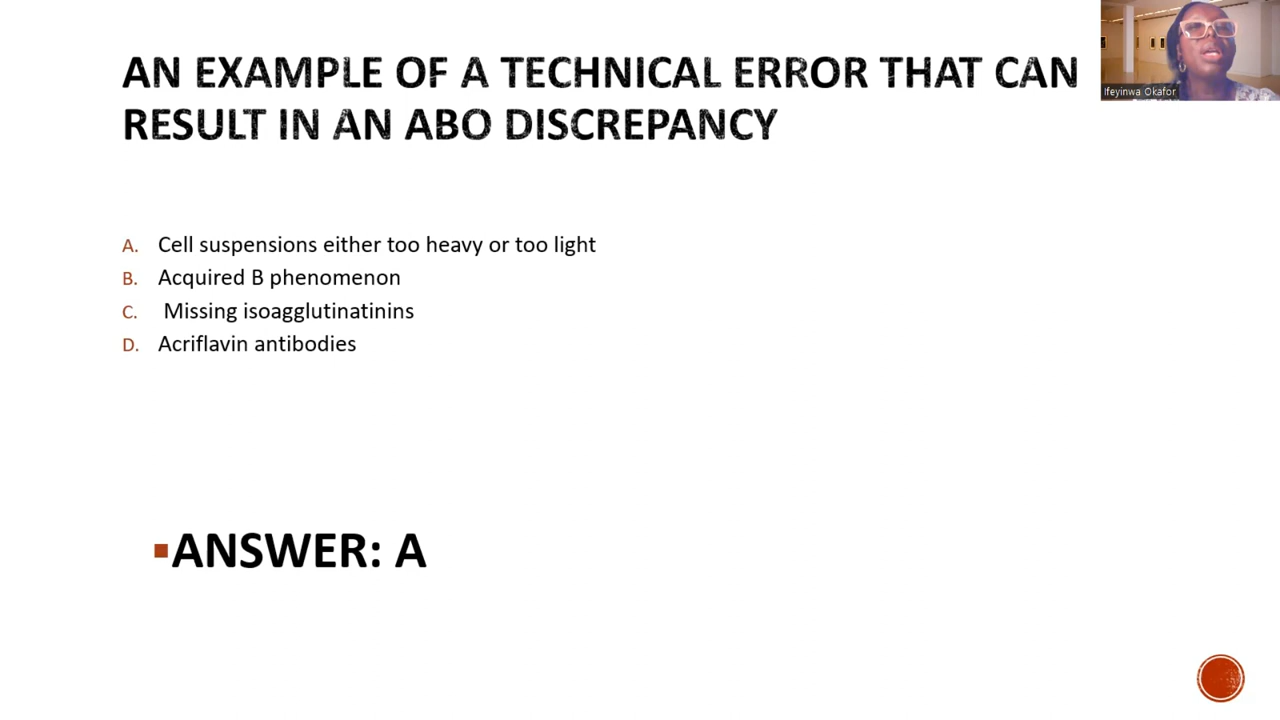 AN EXAMPLE OF A TECHNICAL ERROR THAT CAN
RESULT IN AN ABO DISCREPANCY
Ifeyinwa Okafor
A. Cell suspensions either too heavy or too light
B. Acquired B phenomenon
C. Missing isoagglutinatinins
D. Acriflavin antibodies
▪ANSWER: A